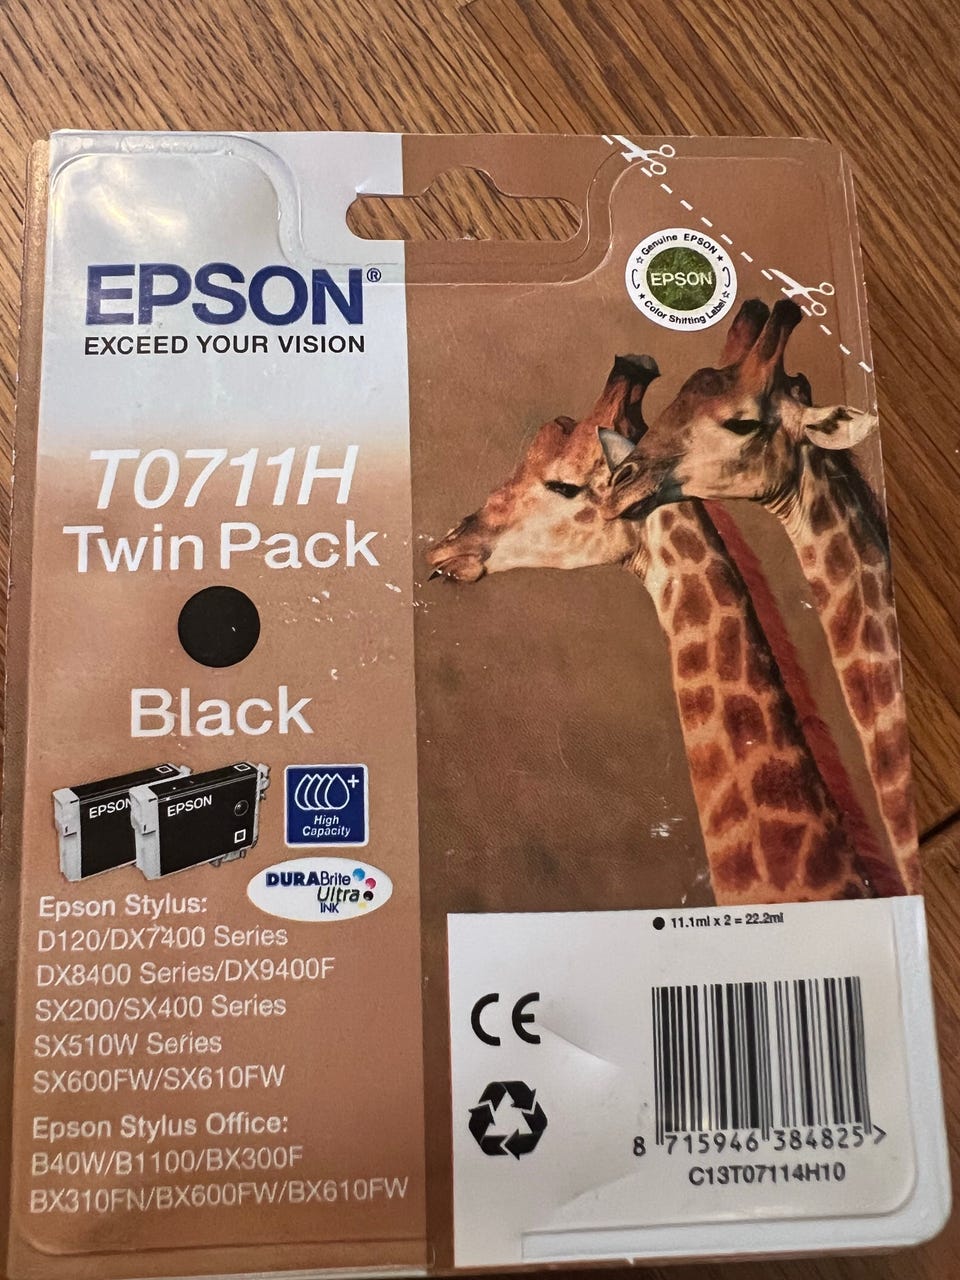 EPSON®
EXCEED YOUR VISION
Genuine EPSON
EPSON
Color Shifting Label
T0711H
Twin Pack
Black
EPSON
EPSON
High
Capacity
DURABrite
Ultra
INK
Epson Stylus:
D120/DX7400 Series
DX8400 Series/DX9400F
SX200/SX400 Series
SX510W Series
SX600FW/SX610FW
Epson Stylus Office:
B40W/B1100/BX300F
BX310FN/BX600FW/BX610FW
11.1ml x 2 = 22.2ml
CE
8 715946 384825 >
C13T07114H10